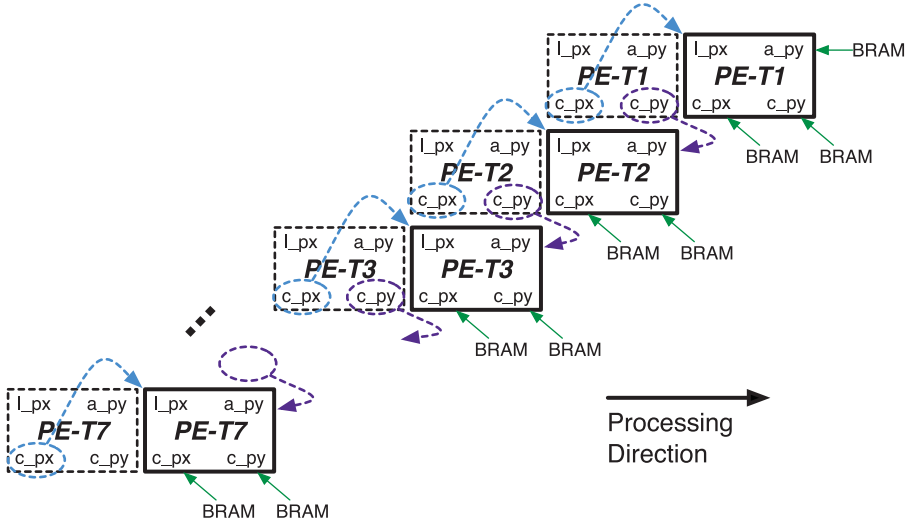 l_px a_py l_px a_py BRAM
PE-T1 PE-T1
c_px c_py c_px c_py
l_px a_py l_px a_py BRAM BRAM
PE-T2 PE-T2
c_px c_py c_px c_py
l_px a_py l_px a_py BRAM BRAM
PE-T3 PE-T3
c_px c_py c_px c_py
BRAM BRAM
l_px a_py l_px a_py
PE-T7 PE-T7
c_px c_py c_px c_py
BRAM BRAM
Processing
Direction